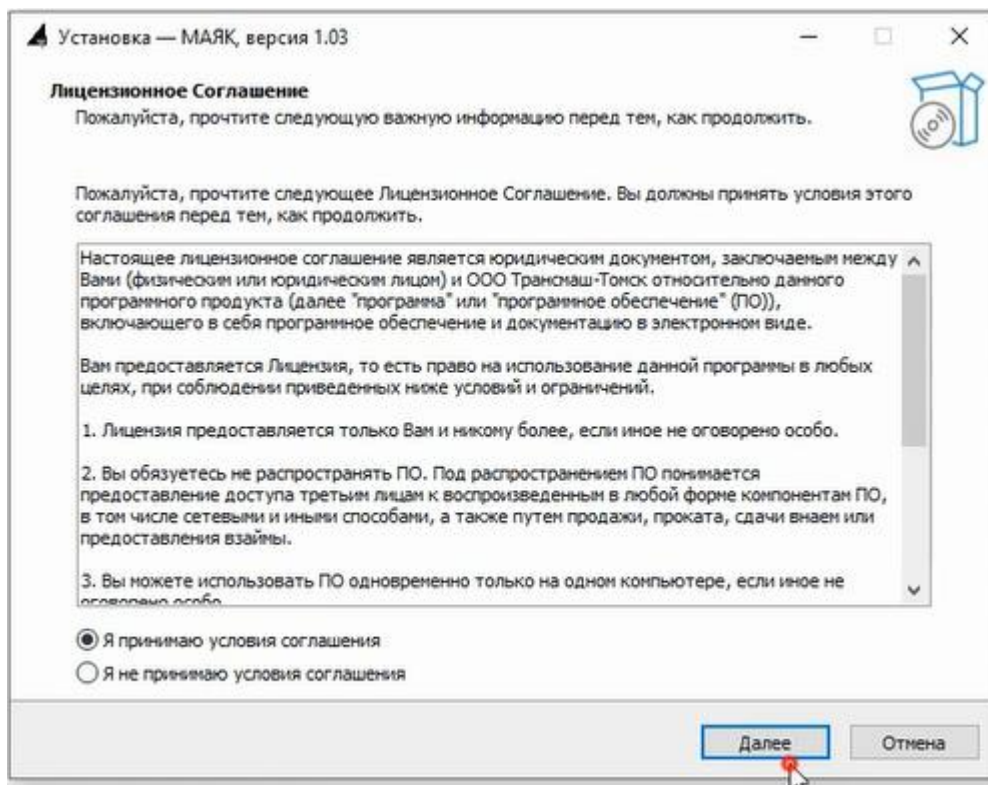 Установка — МАЯК, версия 1.03
Лицензионное Соглашение
Пожалуйста, прочтите следующую важную информацию перед тем, как продолжить.
Пожалуйста, прочтите следующее Лицензионное Соглашение. Вы должны принять условия этого
соглашения перед тем, как продолжить.
Настоящее лицензионное соглашение является юридическим документом, заключаемым между
Вами (физическим или юридическим лицом) и ООО Трансмаш-Томск относительно данного
программного продукта (далее "программа" или "программное обеспечение" (ПО)),
включающего в себя программное обеспечение и документацию в электронном виде.
Вам предоставляется Лицензия, то есть право на использование данной программы в любых
целях, при соблюдении приведенных ниже условий и ограничений.
1. Лицензия предоставляется только Вам и никому более, если иное не оговорено особо.
2. Вы обязуетесь не распространять ПО. Под распространением ПО понимается
предоставление доступа третьим лицам к воспроизведенным в любой форме компонентам ПО,
в том числе сетевыми и иными способами, а также путем продажи, проката, сдачи внаем или
предоставления взаймы.
3. Вы можете использовать ПО одновременно только на одном компьютере, если иное не
оговорено особо.
Я принимаю условия соглашения
Я не принимаю условия соглашения
Далее
Отмена